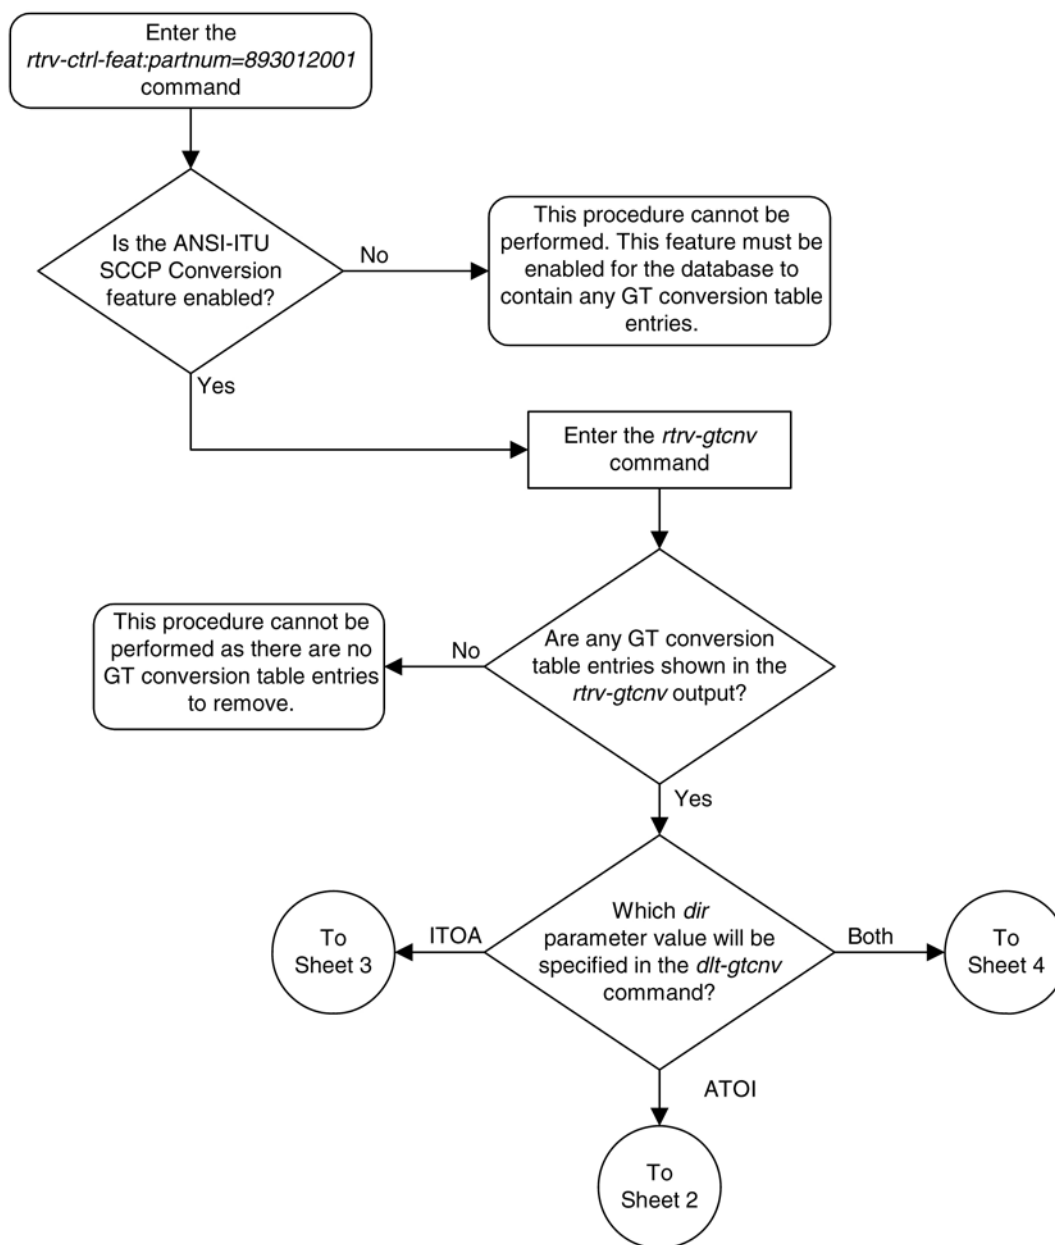 Enter the
rtrv-ctrl-feat:partnum=893012001
command
Is the ANSI-ITU
SCCP Conversion
feature enabled?
No
This procedure cannot be
performed. This feature must be
enabled for the database to
contain any GT conversion table
entries.
Yes
Enter the rtrv-gtcnv
command
Are any GT conversion
table entries shown in the
rtrv-gtcnv output?
No
This procedure cannot be
performed as there are no
GT conversion table entries
to remove.
Yes
Which dir
parameter value will be
specified in the dlt-gtcnv
command?
ITOA
To
Sheet 3
Both
To
Sheet 4
ATOI
To
Sheet 2